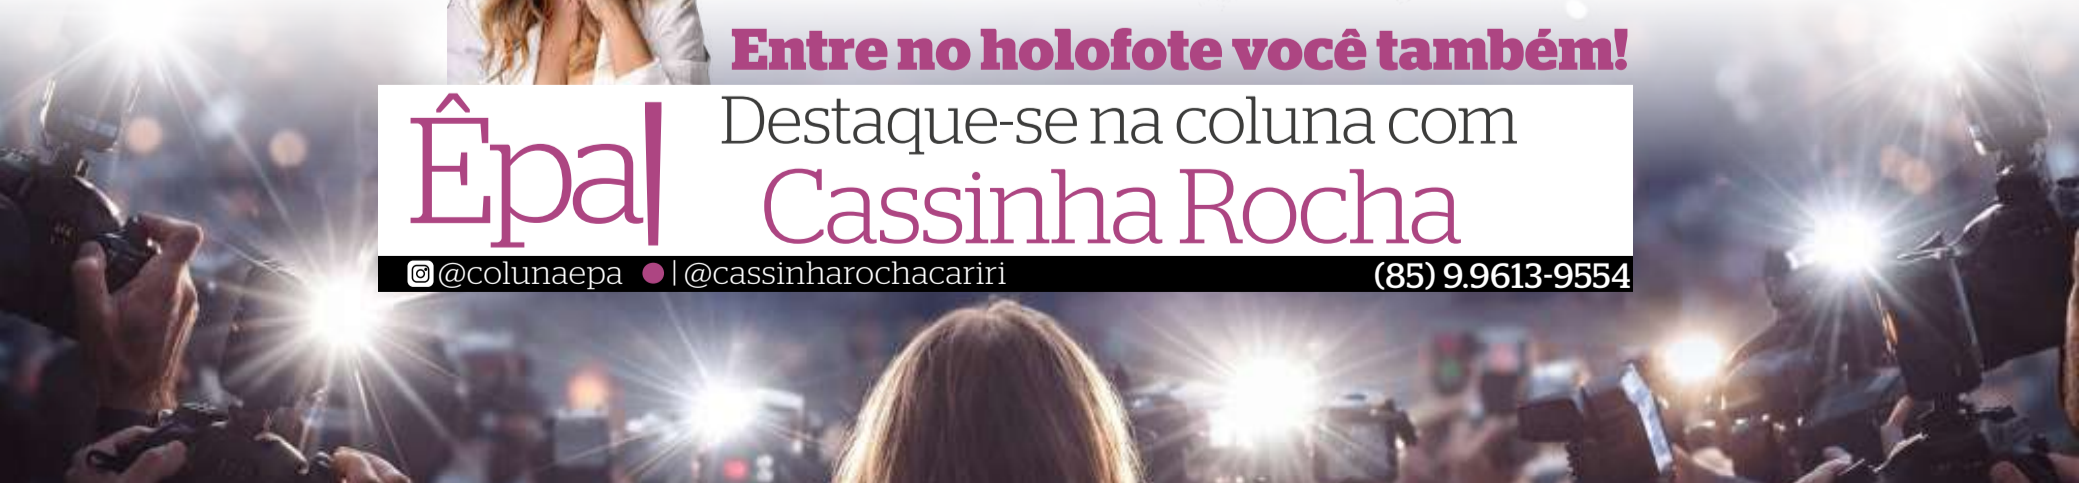 Entre no holofote você também!
Êpa!
Destaque-se na coluna com
Cassinha Rocha
@colunaepa | @cassinharochacariri
(85) 9.9613-9554